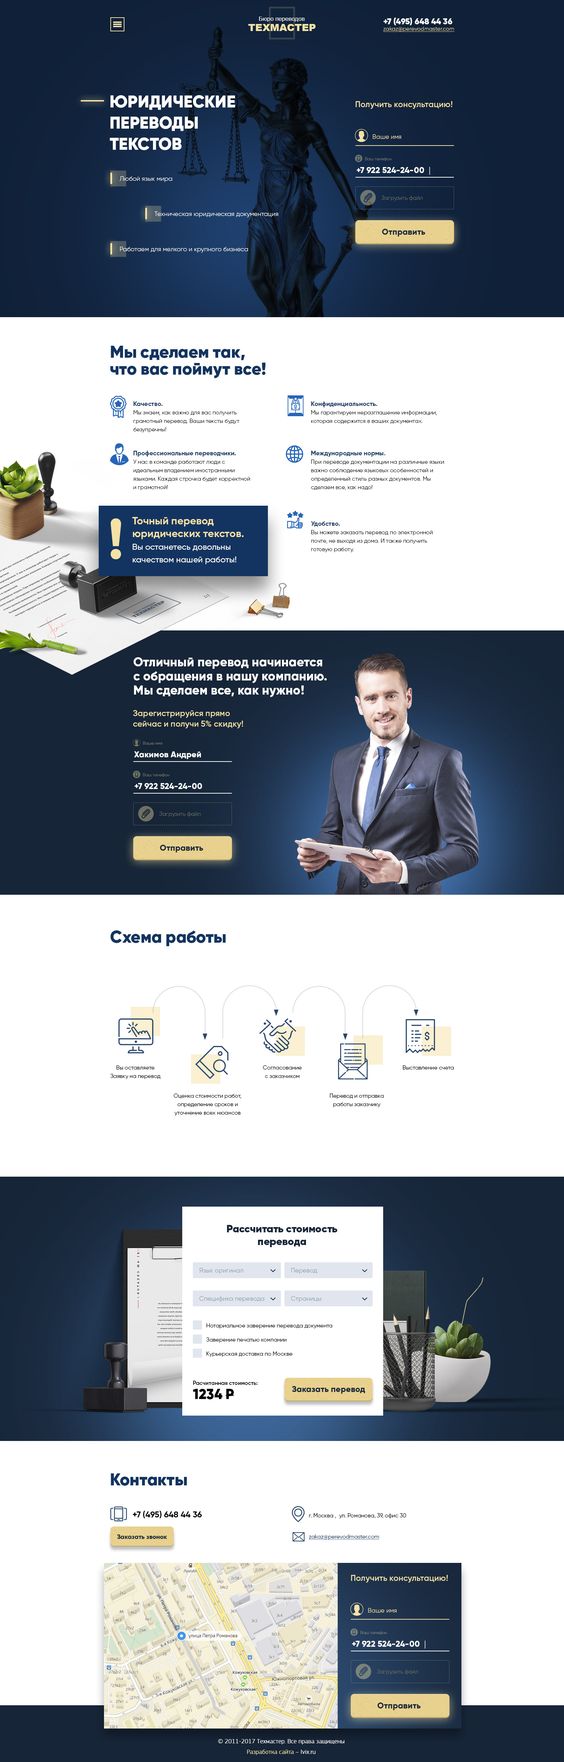 Бюро переводов
ТЕХМАСТЕР
+7 (495) 648 44 36
zakaz@perevodmaster.com
ЮРИДИЧЕСКИЕ
ПЕРЕВОДЫ
ТЕКСТОВ
Любой язык мира
Техническая юридическая документация
Работаем для мелкого и крупного бизнеса
Получить консультацию!
Ваше имя
Ваш телефон
+7 922 524-24-00
Загрузить файл
Отправить
Мы сделаем так,
что вас поймут все!
Качество.
Мы знаем, как важно для вас получить
грамотный перевод. Ваши тексты будут
безупречны!
Конфиденциальность.
Мы гарантируем неразглашение информации,
которая содержится в ваших документах.
Профессиональные переводчики.
У нас в команде работают люди с
идеальным владением иностранными
языками. Каждая строчка будет корректной
и грамотной!
Международные нормы.
При переводе документации на различные языки
важно соблюдение языковых особенностей и
определенный стиль разных документов. Мы
сделаем все, как надо!
Точный перевод
юридических текстов.
Вы останетесь довольны
качеством нашей работы!
Удобство.
Вы можете заказать перевод по электронной
почте, не выходя из дома. И также получить
готовую работу.
ТЕХМАСТЕР
Отличный перевод начинается
с обращения в нашу компанию.
Мы сделаем все, как нужно!
Зарегистрируйся прямо
сейчас и получи 5% скидку!
Ваше имя
Хакимов Андрей
Ваш телефон
+7 922 524-24-00
Загрузить файл
Отправить
Схема работы
Вы оставляете
Заявку на перевод
Оценка стоимости работ,
определение сроков и
уточнение всех нюансов
Согласование
с заказчиком
Перевод и отправка
работы заказчику
Выставление счета
Рассчитать стоимость
перевода
Язык оригинал
Перевод
Специфика перевода
Страницы
Нотариальное заверение перевода документа
Заверение печатью компании
Курьерская доставка по Москве
Расчитанная стоимость:
1234 Р
Заказать перевод
Контакты
+7 (495) 648 44 36
Заказать звонок
г. Москва , ул. Романова, 39, офис 30
zakaz@perevodmaster.com
улица Петра Романова
Кожуховская
Южнопортовая ул.
Получить консультацию!
Ваше имя
Ваш телефон
+7 922 524-24-00
Загрузить файл
Отправить
© 2011-2017 Техмастер. Все права защищены
Разработка сайта – lvix.ru